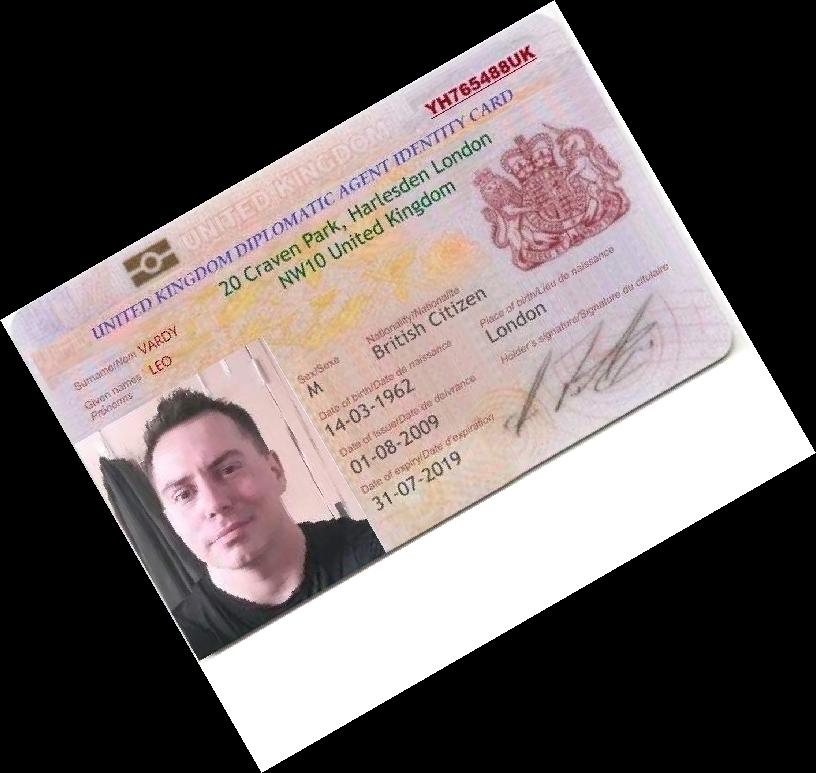 YH765488UK
UNITED KINGDOM
UNITED KINGDOM DIPLOMATIC AGENT IDENTITY CARD
20 Craven Park, Harlesden London
NW10 United Kingdom
Surname/Nom VARDY
Given names LEO
Prénoms
Sex/Sexe
M
Nationality/Nationalité
British Citizen
Date of birth/Date de naissance
14-03-1962
Place of birth/Lieu de naissance
London
Date of issue/Date de delivrance
01-08-2009
Holder's signature/Signature du citulaire
Date of expiry/Date d'expiration
31-07-2019